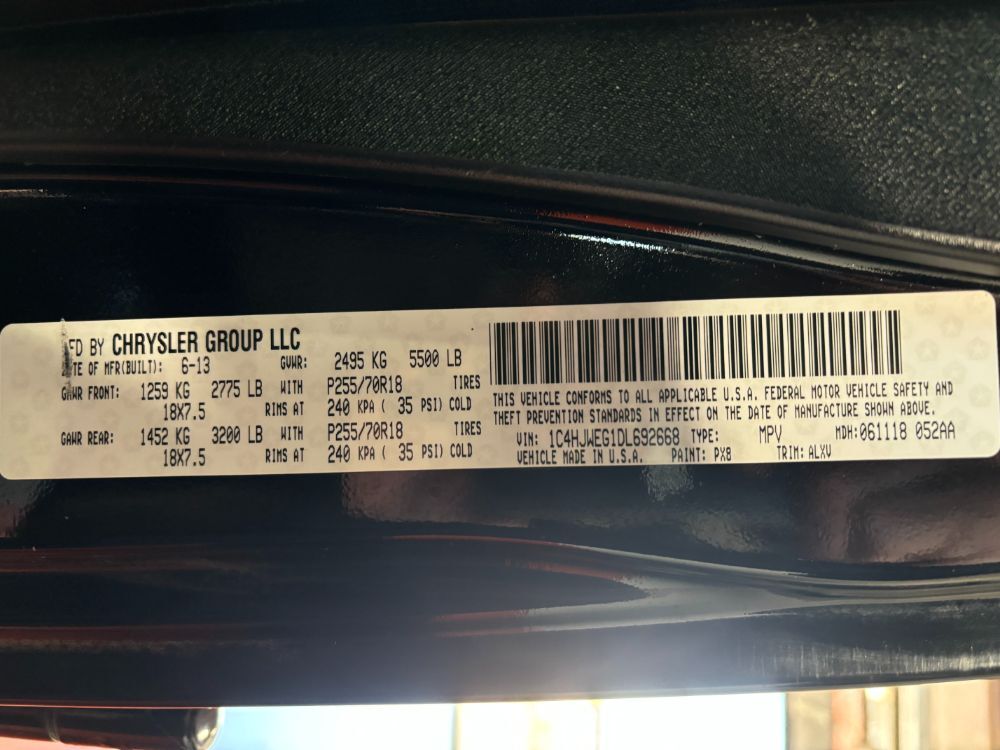 FD BY CHRYSLER GROUP LLC
TE OF MFR(BUILT): 6-13 GVWR: 2495 KG 5500 LB
GAWR FRONT: 1259 KG 2775 LB WITH P255/70R18 TIRES
18X7.5 RIMS AT 240 KPA ( 35 PSI) COLD
GAWR REAR: 1452 KG 3200 LB WITH P255/70R18 TIRES
18X7.5 RIMS AT 240 KPA ( 35 PSI) COLD
THIS VEHICLE CONFORMS TO ALL APPLICABLE U.S.A. FEDERAL MOTOR VEHICLE SAFETY AND
THEFT PREVENTION STANDARDS IN EFFECT ON THE DATE OF MANUFACTURE SHOWN ABOVE.
VIN: 1C4HJWEG1DL692668 TYPE: MPV MDH: 061118 052AA
VEHICLE MADE IN U.S.A. PAINT: PX8 TRIM: ALXV